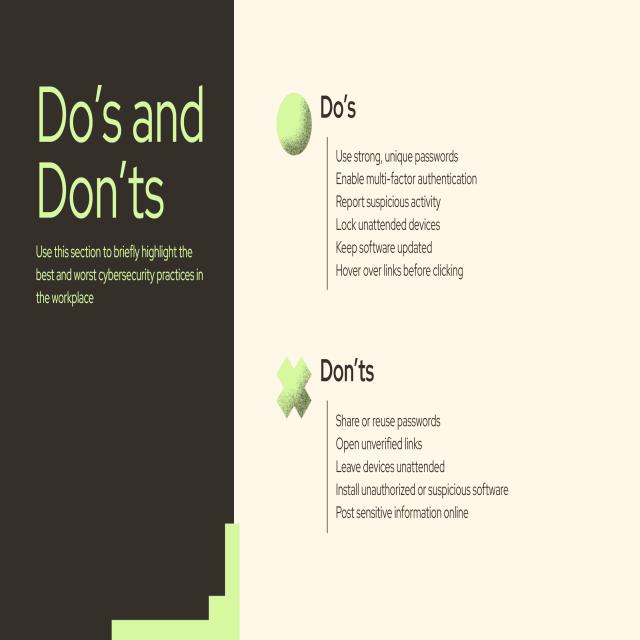 Do’s and
Don’ts
Use this section to briefly highlight the
best and worst cybersecurity practices in
the workplace
Do’s
Use strong, unique passwords
Enable multi-factor authentication
Report suspicious activity
Lock unattended devices
Keep software updated
Hover over links before clicking
Don’ts
Share or reuse passwords
Open unverified links
Leave devices unattended
Install unauthorized or suspicious software
Post sensitive information online